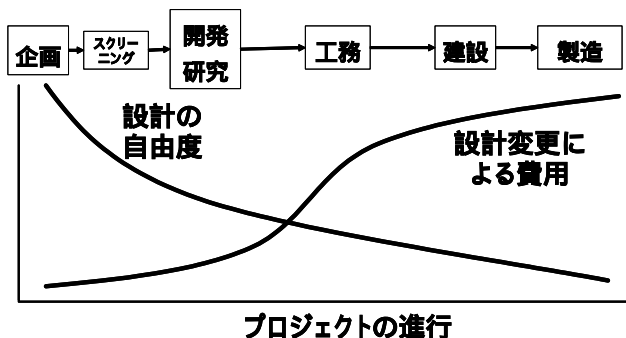 企画
スクリー
ニング
開発
研究
工務
建設
製造
設計の
自由度
設計変更に
よる費用
プロジェクトの進行